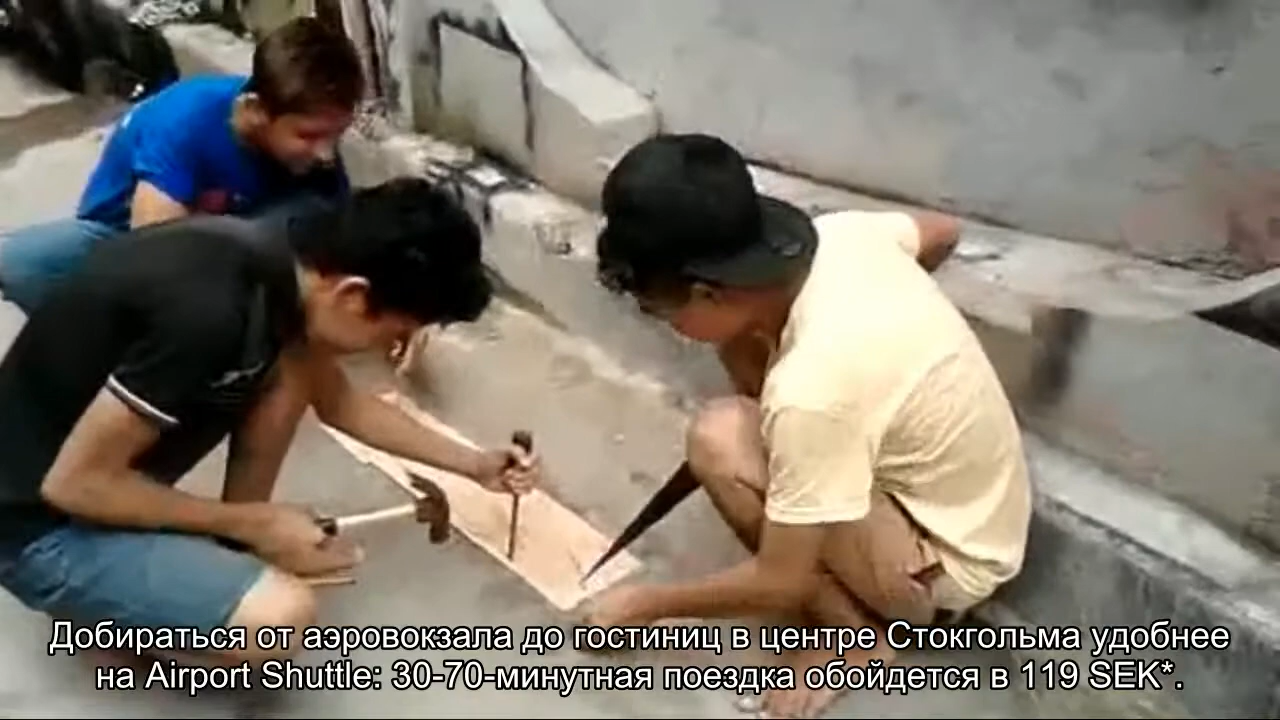 Добираться от аэровокзала до гостиниц в центре Стокгольма удобнее
на Airport Shuttle: 30-70-минутная поездка обойдется в 119 SEK*.